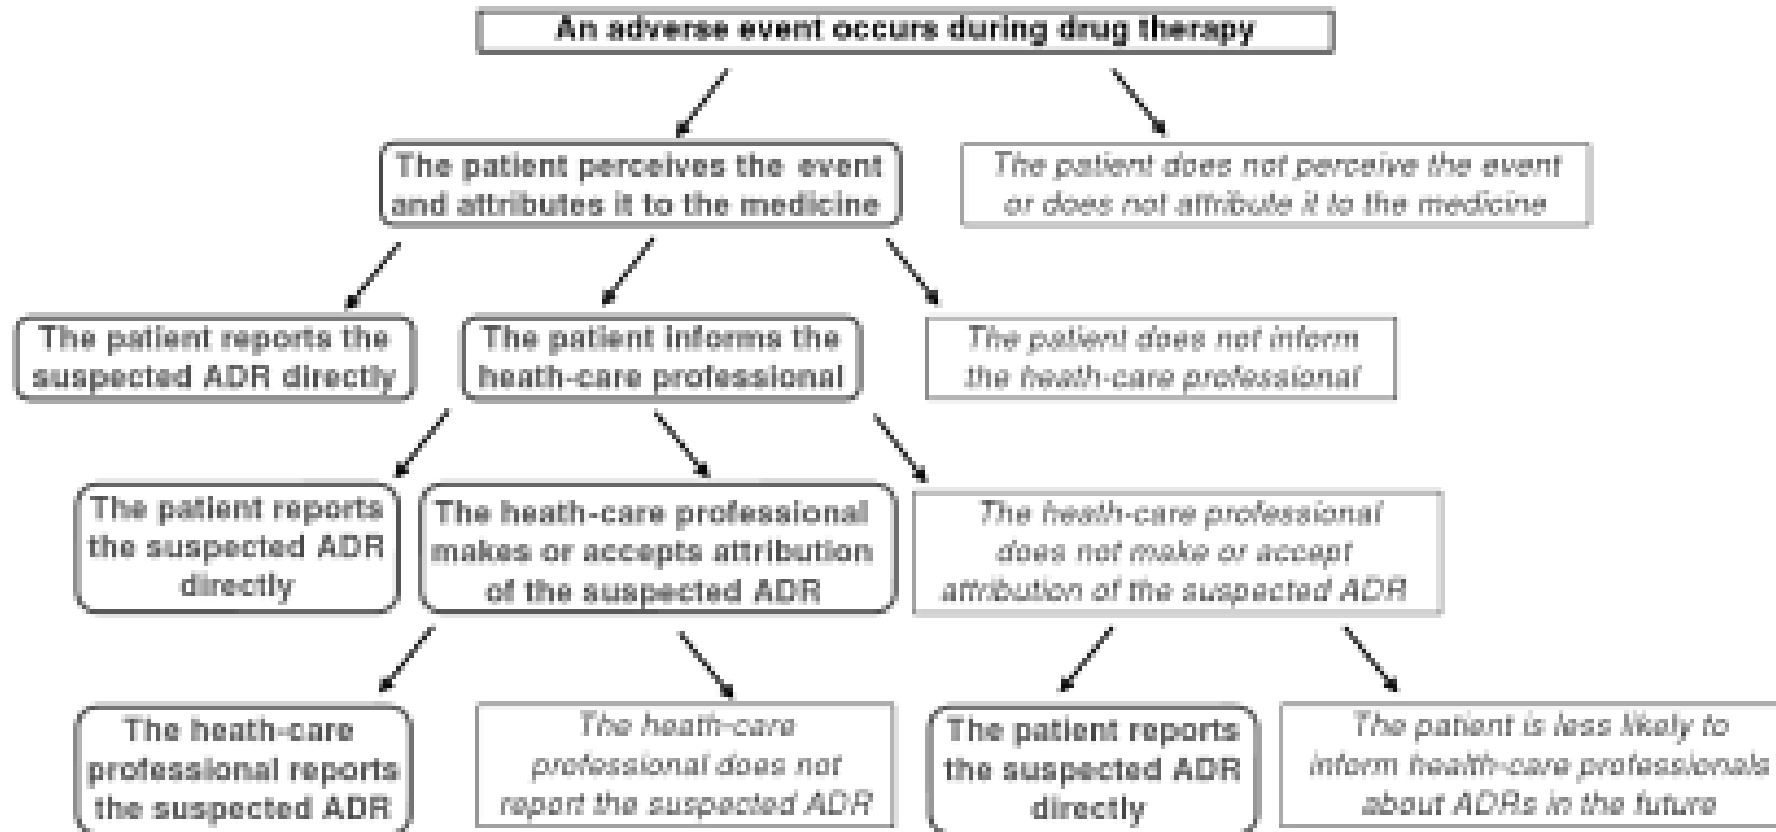 An adverse event occurs during drug therapy
The patient perceives the event
and attributes it to the medicine
The patient does not perceive the event
or does not attribute it to the medicine
The patient reports the
suspected ADR directly
The patient informs the
heath-care professional
The patient does not inform
the heath-care professional
The patient reports
the suspected ADR
directly
The heath-care professional
makes or accepts attribution
of the suspected ADR
The heath-care professional
does not make or accept
attribution of the suspected ADR
The heath-care
professional reports
the suspected ADR
The heath-care
professional does not
report the suspected ADR
The patient reports
the suspected ADR
directly
The patient is less likely to
inform health-care professionals
about ADRs in the future